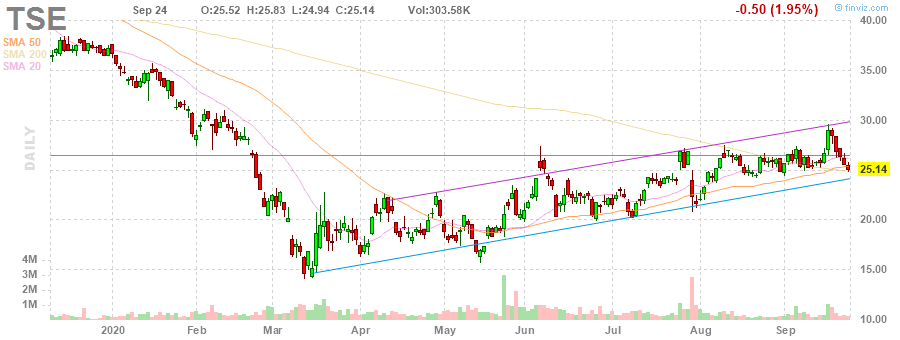 TSE Sep 24 O:25.52 H:25.83 L:24.94 C:25.14 Vol:303.58K -0.50 (1.95%) @ finviz.com
SMA 50
SMA 200
SMA 20
DAILY
40.00
35.00
30.00
25.14
20.00
15.00
10.00
4M
3M
2M
1M
2020 Feb Mar Apr May Jun Jul Aug Sep